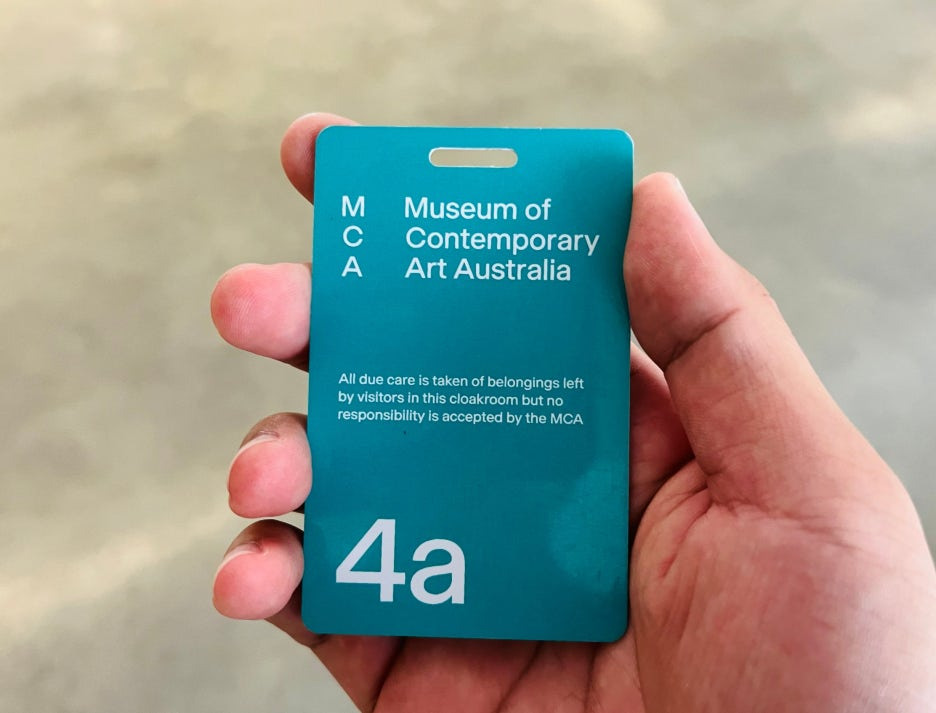 M Museum of
C Contemporary
A Art Australia
All due care is taken of belongings left
by visitors in this cloakroom but no
responsibility is accepted by the MCA
4a